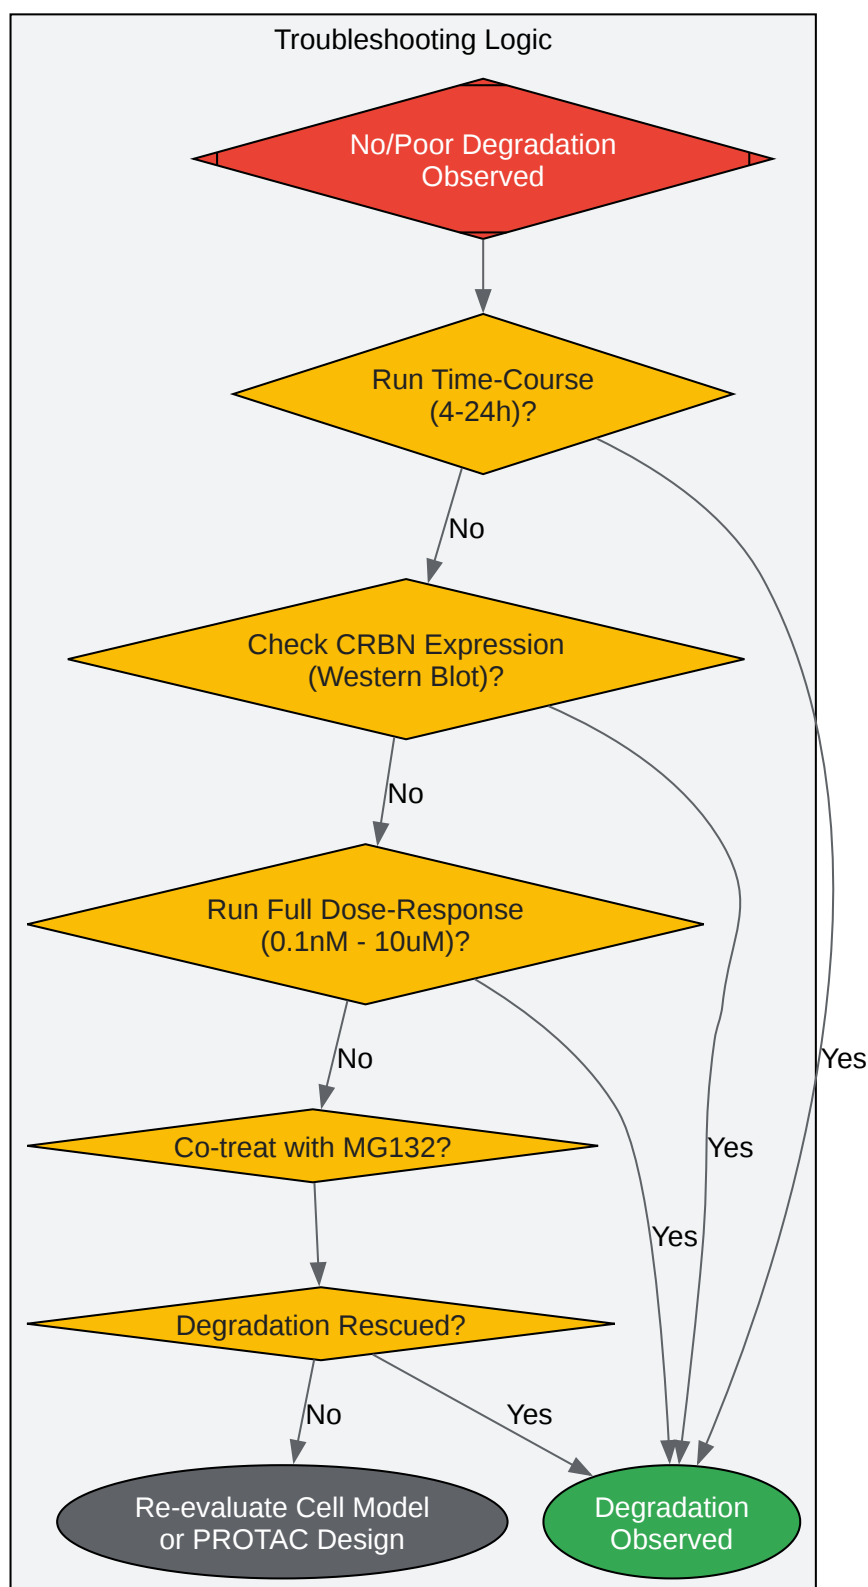 Troubleshooting Logic
No/Poor Degradation
Observed
Run Time-Course
(4-24h)?
No
Check CRBN Expression
(Western Blot)?
No
Run Full Dose-Response
(0.1nM - 10uM)?
No
Yes
Co-treat with MG132?
Yes
Yes
Degradation Rescued?
No
Yes
Re-evaluate Cell Model
or PROTAC Design
Degradation
Observed